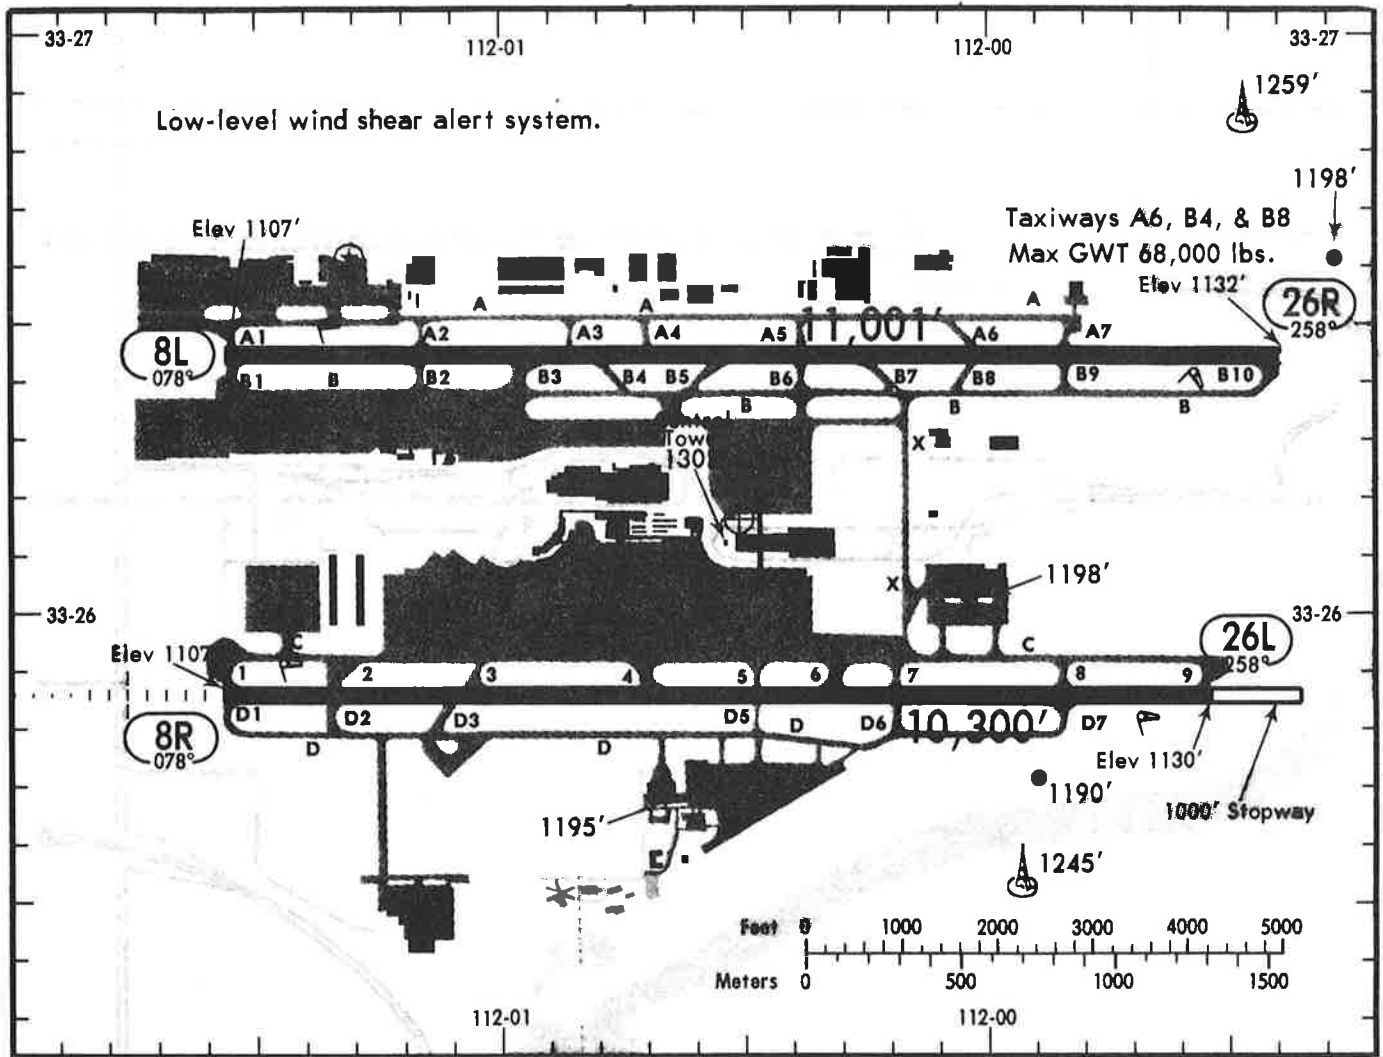 33-27
112-01
112-00
33-27
1259′
Low-level wind shear alert system.
1198′
Taxiways A6, B4, & B8
Max GWT 68,000 lbs.
Elev 1107′
Elev 1132′
26R
258°
A
A
A
11,001′
A1
A2
A3
A4
A5
A6
A7
8L
078°
B1
B
B2
B3
B4
B5
B6
B7
B8
B9
B10
B
B
B
X
130
X
1198′
33-26
33-26
26L
258°
C
C
Elev 1107
1
2
3
4
5
6
7
8
9
D1
D2
D3
D5
D
D6
10,300′
D7
8R
078°
D
D
Elev 1130′
1190′
1000′ Stopway
1195′
1245′
Feet 0 1000 2000 3000 4000 5000
Meters 0 500 1000 1500
112-01
112-00